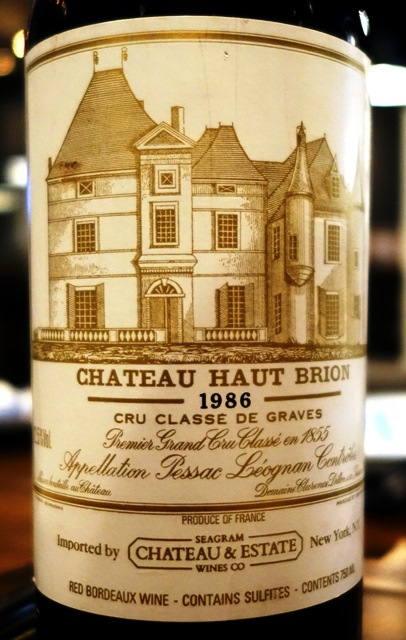 CHATEAU HAUT BRION
1986
CRU CLASSÉ DE GRAVES
Premier Grand Cru Classé en 1855
Appellation Pessac Léognan Contrôlée
Mis en bouteille au Château Domaine Clarence Dillon
PRODUCE OF FRANCE
Imported by SEAGRAM CHATEAU & ESTATE WINES CO New York, NY
RED BORDEAUX WINE - CONTAINS SULFITES - CONTENTS 750 ML